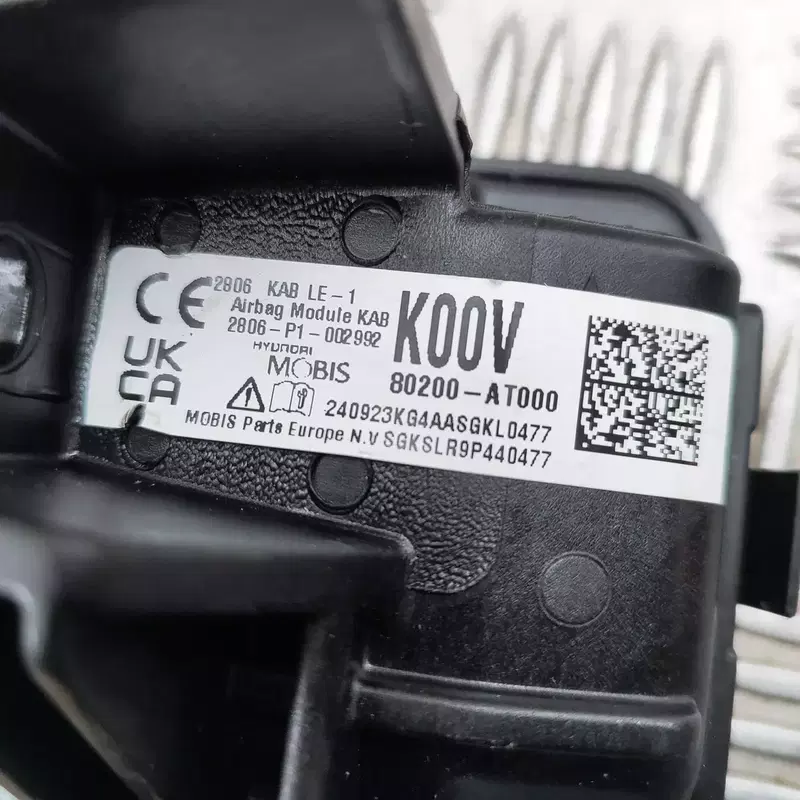 CE 2806 KAB LE-1
Airbag Module KAB
2806-P1-002992
K00V
UK
CA
HYUNDAI
MOBIS
80200-AT000
240923KG4AASGKL0477
MOBIS Parts Europe N.V SGKSLR9P440477